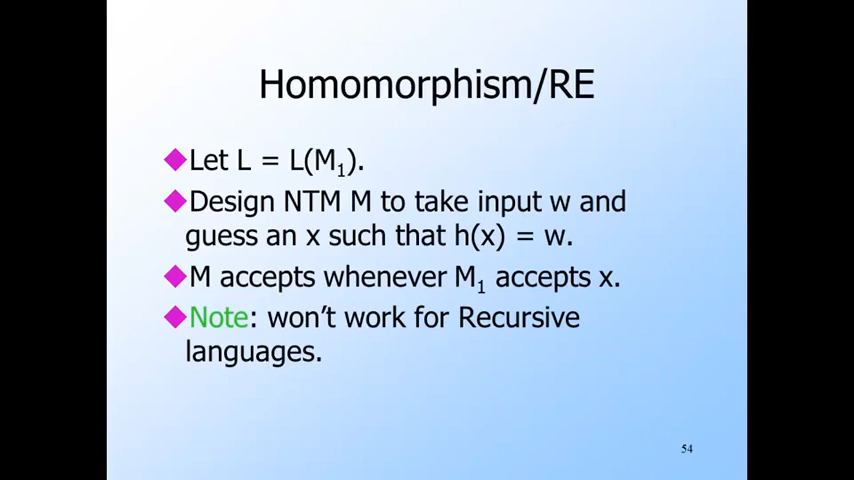 Homomorphism/RE
Let L = L(M₁).
Design NTM M to take input w and
guess an x such that h(x) = w.
M accepts whenever M₁ accepts x.
Note: won’t work for Recursive
languages.
54